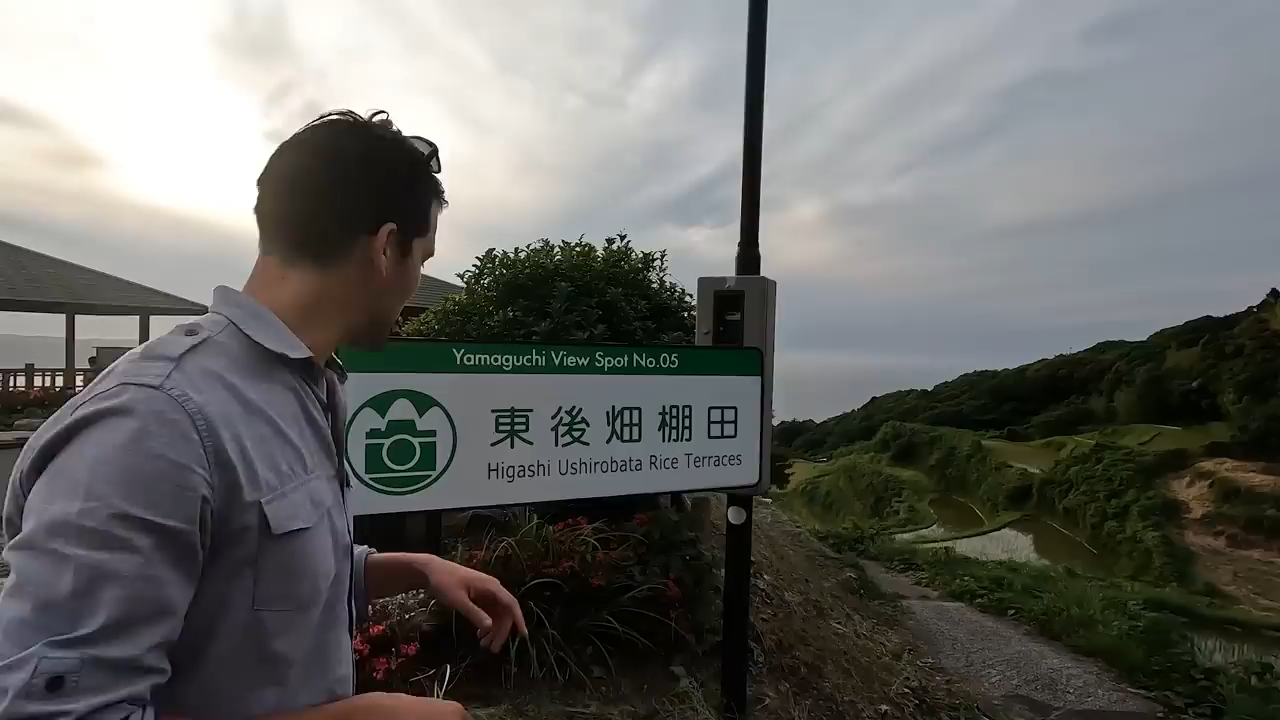 Yamaguchi View Spot No.05
東後畑棚田
Higashi Ushirobata Rice Terraces